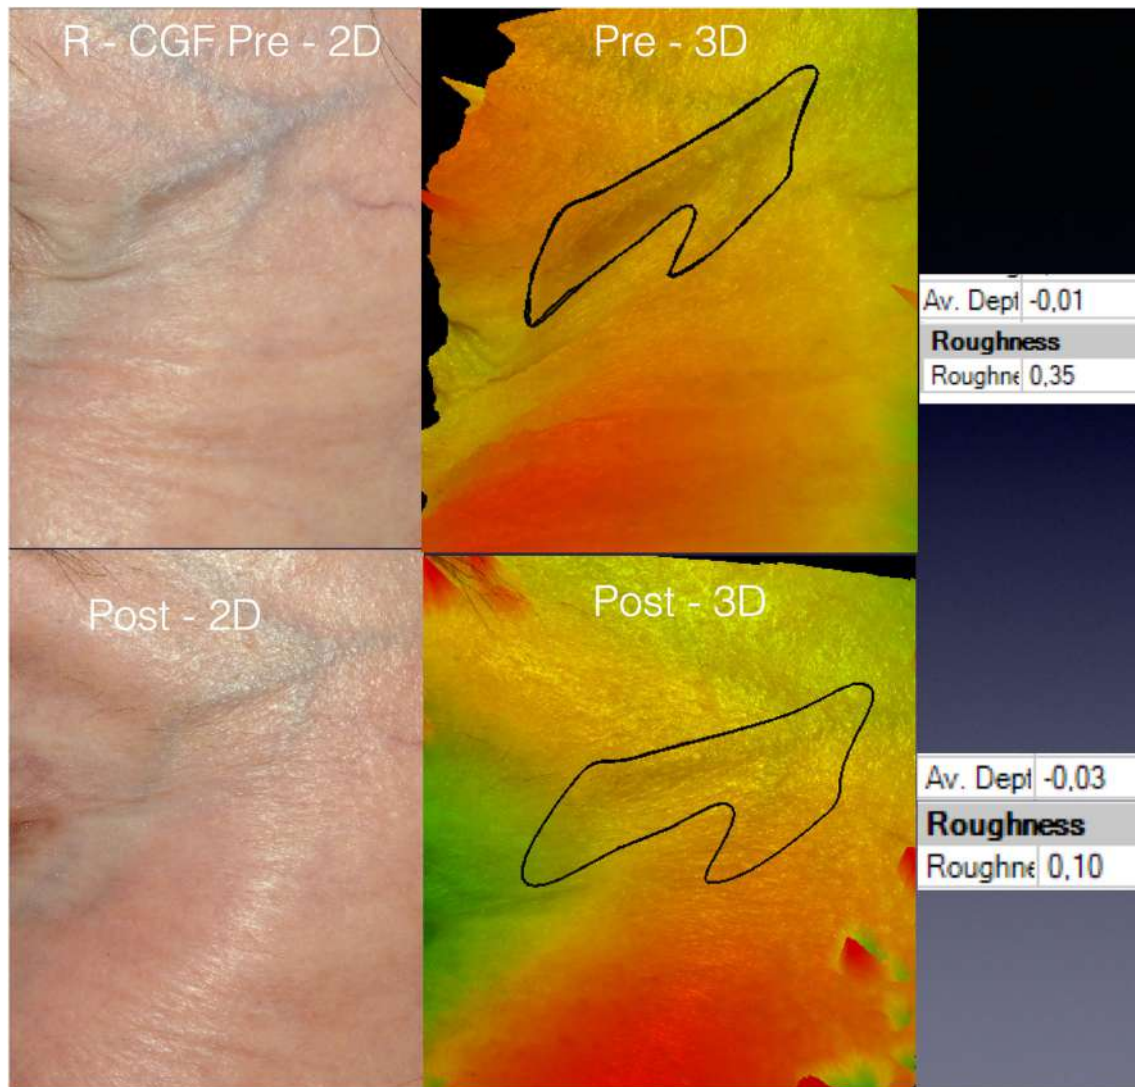 R - CGF Pre - 2D
Pre - 3D
Av. Dept -0,01
Roughness
Roughne 0,35
Post - 2D
Post - 3D
Av. Dept -0,03
Roughness
Roughne 0,10